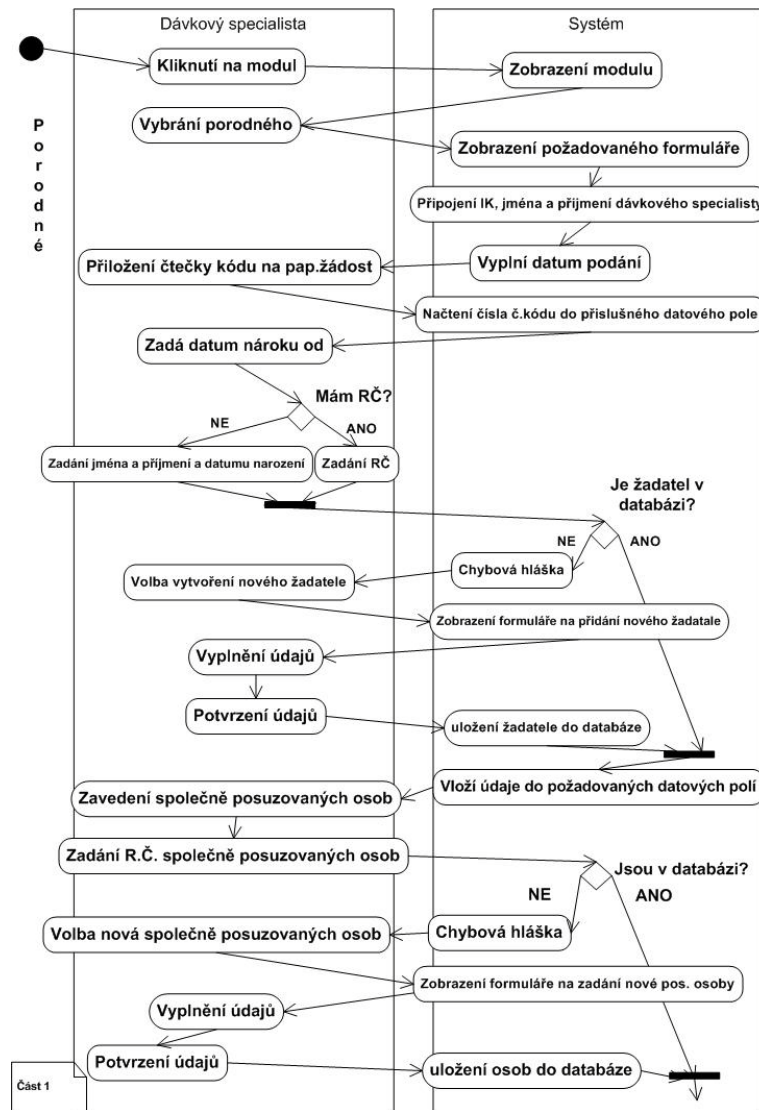 Dávkový specialista
Systém
Porodné
Kliknutí na modul
Zobrazení modulu
Vybrání porodného
Zobrazení požadovaného formuláře
Připojení IK, jména a příjmení dávkového specialisty
Vyplní datum podání
Přiložení čtečky kódu na pap.žádost
Načtení čísla č.kódu do příslušného datového pole
Zadá datum nároku od
Mám RČ?
NE
ANO
Zadání jména a příjmení a datumu narození
Zadání RČ
Je žadatel v
databázi?
NE
ANO
Chybová hláška
Volba vytvoření nového žadatele
Zobrazení formuláře na přidání nového žadatale
Vyplnění údajů
Potvrzení údajů
uložení žadatele do databáze
Vloží údaje do požadovaných datových polí
Zavedení společně posuzovaných osob
Zadání R.Č. společně posuzovaných osob
Jsou v databázi?
NE
ANO
Chybová hláška
Volba nová společně posuzovaných osob
Zobrazení formuláře na zadání nové pos. osoby
Vyplnění údajů
Potvrzení údajů
uložení osob do databáze
Část 1